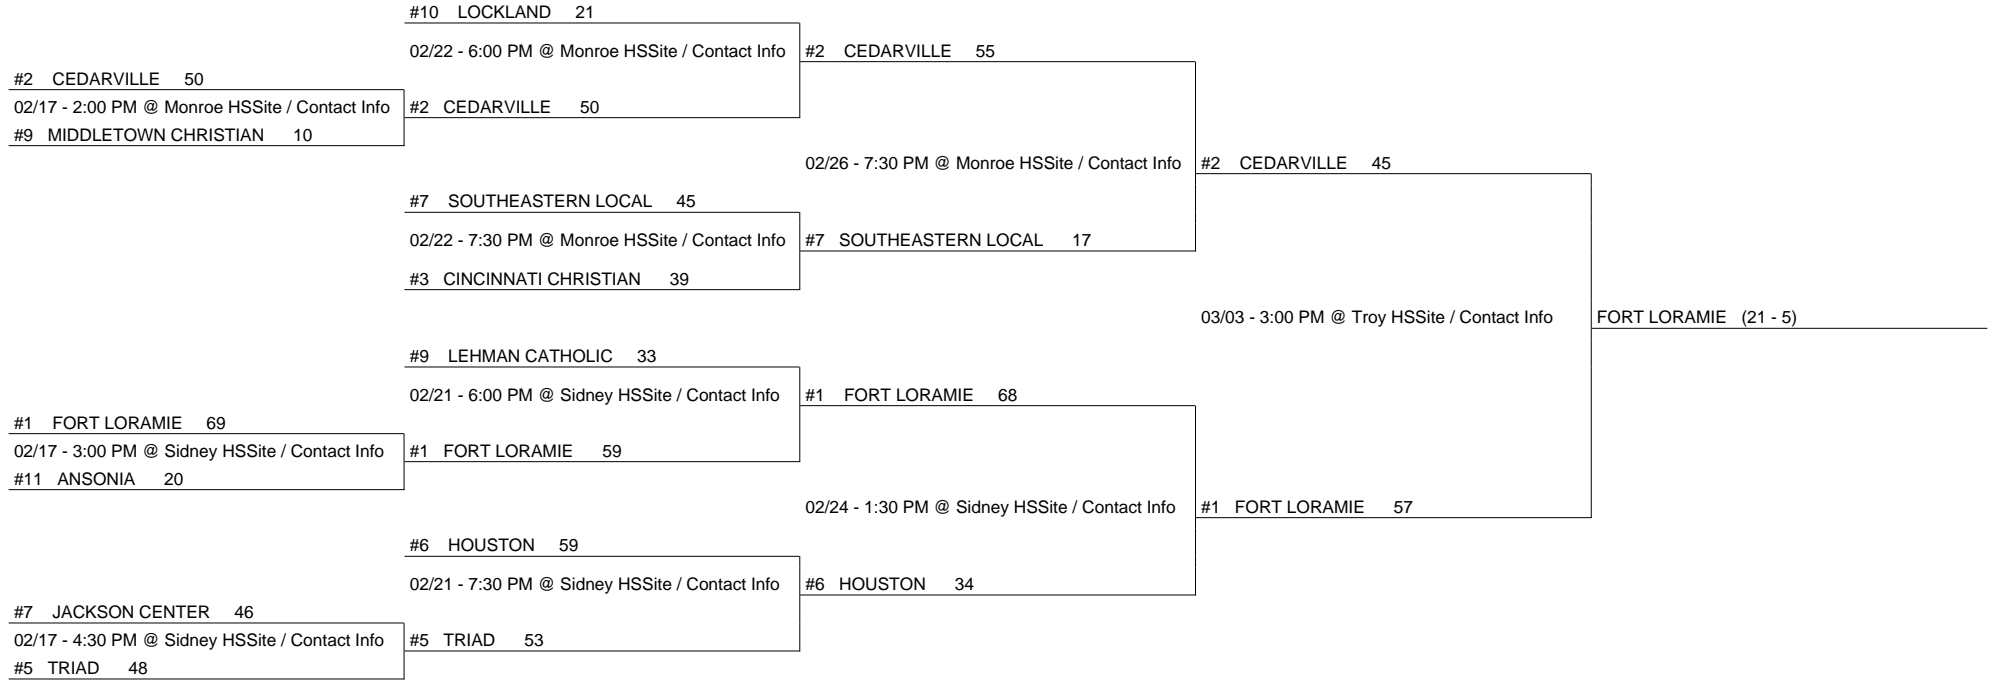 #10 LOCKLAND 21
02/22 - 6:00 PM @ Monroe HSSite / Contact Info
#2 CEDARVILLE 55
#2 CEDARVILLE 50
02/17 - 2:00 PM @ Monroe HSSite / Contact Info
#2 CEDARVILLE 50
#9 MIDDLETOWN CHRISTIAN 10
02/26 - 7:30 PM @ Monroe HSSite / Contact Info
#2 CEDARVILLE 45
#7 SOUTHEASTERN LOCAL 45
02/22 - 7:30 PM @ Monroe HSSite / Contact Info
#7 SOUTHEASTERN LOCAL 17
#3 CINCINNATI CHRISTIAN 39
03/03 - 3:00 PM @ Troy HSSite / Contact Info
FORT LORAMIE (21 - 5)
#9 LEHMAN CATHOLIC 33
02/21 - 6:00 PM @ Sidney HSSite / Contact Info
#1 FORT LORAMIE 68
#1 FORT LORAMIE 69
02/17 - 3:00 PM @ Sidney HSSite / Contact Info
#1 FORT LORAMIE 59
#11 ANSONIA 20
02/24 - 1:30 PM @ Sidney HSSite / Contact Info
#1 FORT LORAMIE 57
#6 HOUSTON 59
02/21 - 7:30 PM @ Sidney HSSite / Contact Info
#6 HOUSTON 34
#7 JACKSON CENTER 46
02/17 - 4:30 PM @ Sidney HSSite / Contact Info
#5 TRIAD 53
#5 TRIAD 48